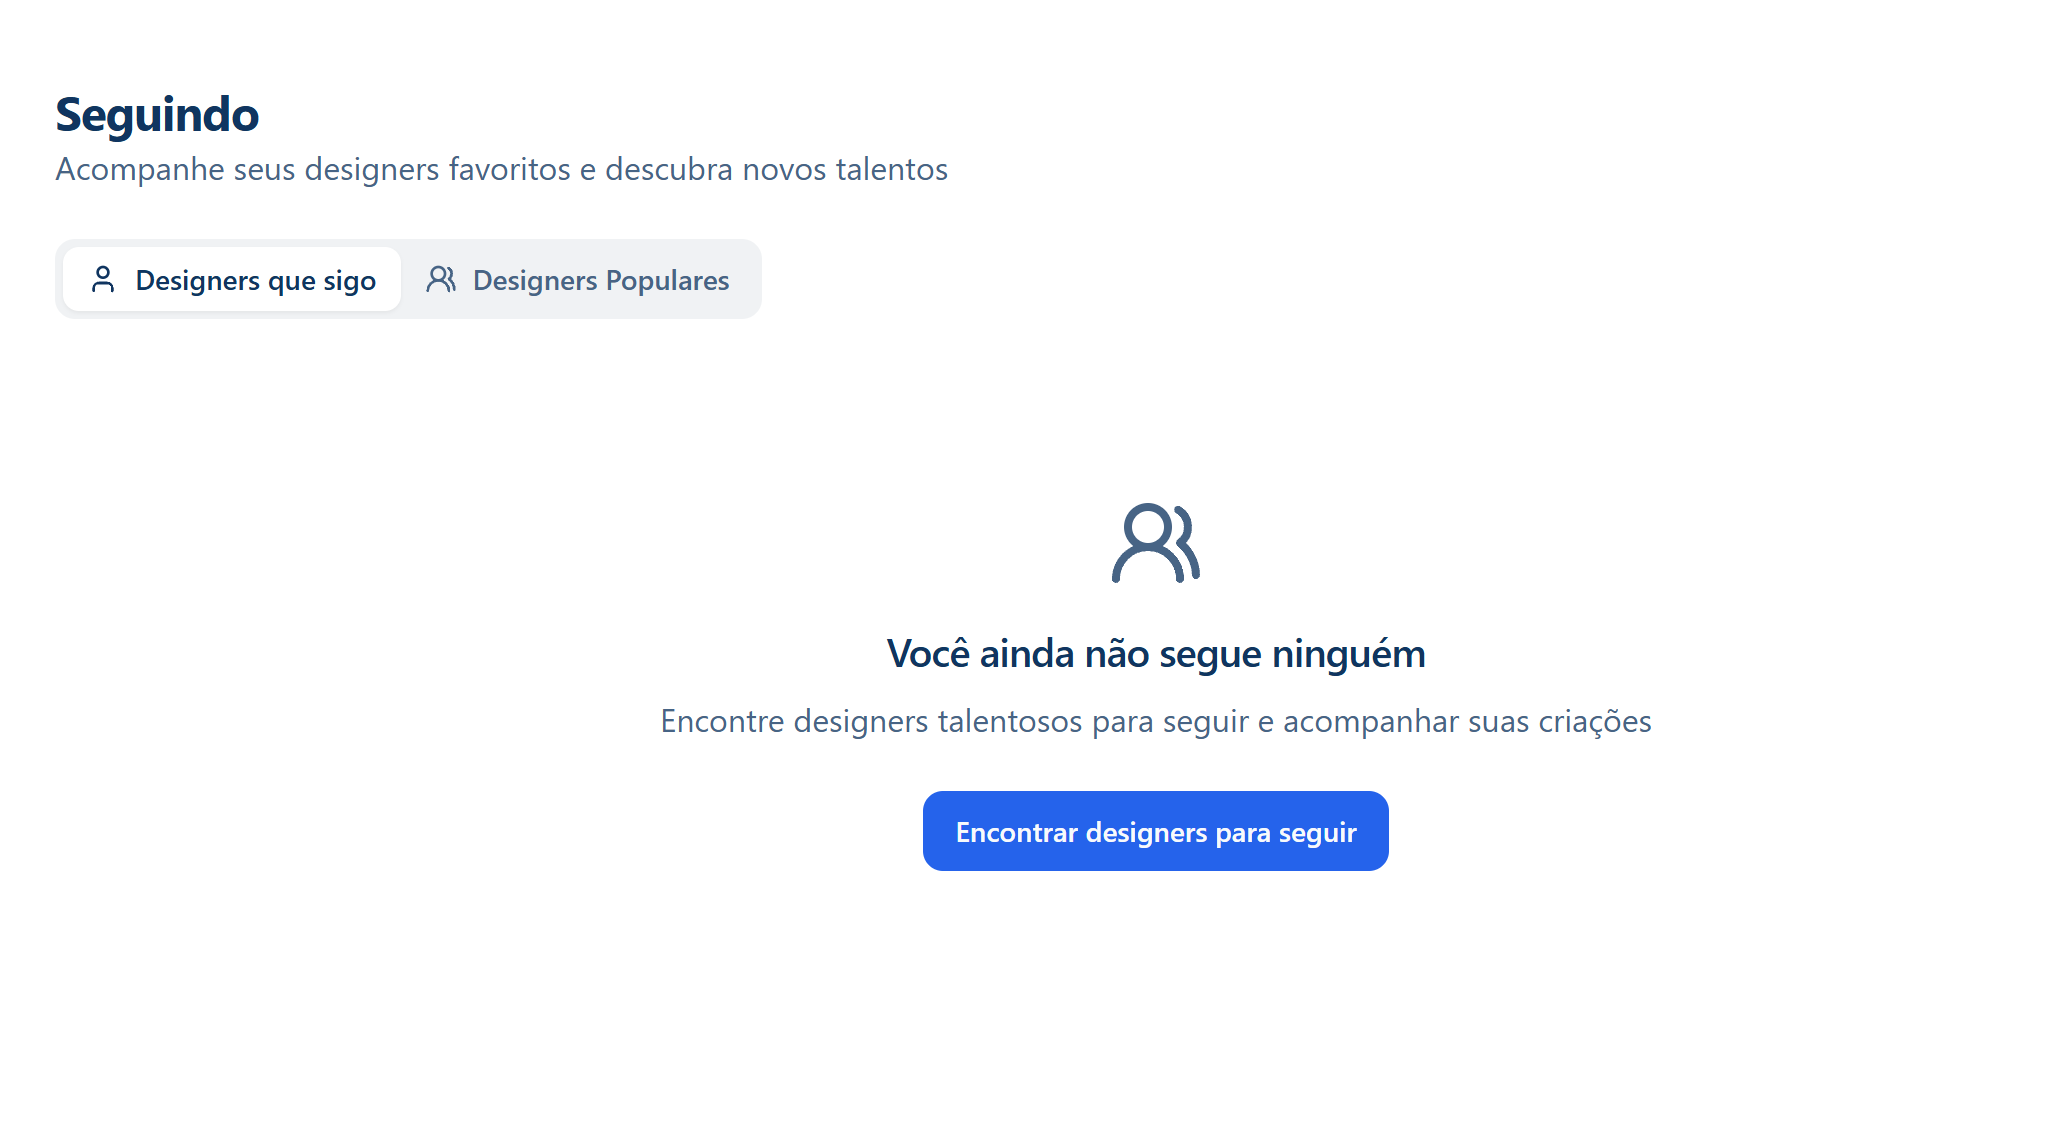 Seguindo
Acompanhe seus designers favoritos e descubra novos talentos
Designers que sigo
Designers Populares
Você ainda não segue ninguém
Encontre designers talentosos para seguir e acompanhar suas criações
Encontrar designers para seguir